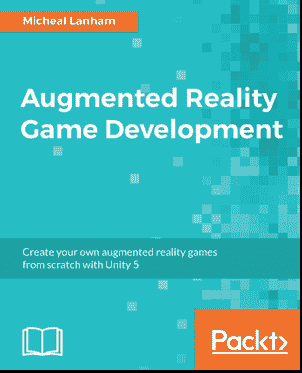 Micheal Lanham
Augmented Reality
Game Development
Create your own augmented reality games
from scratch with Unity 5
Packt>